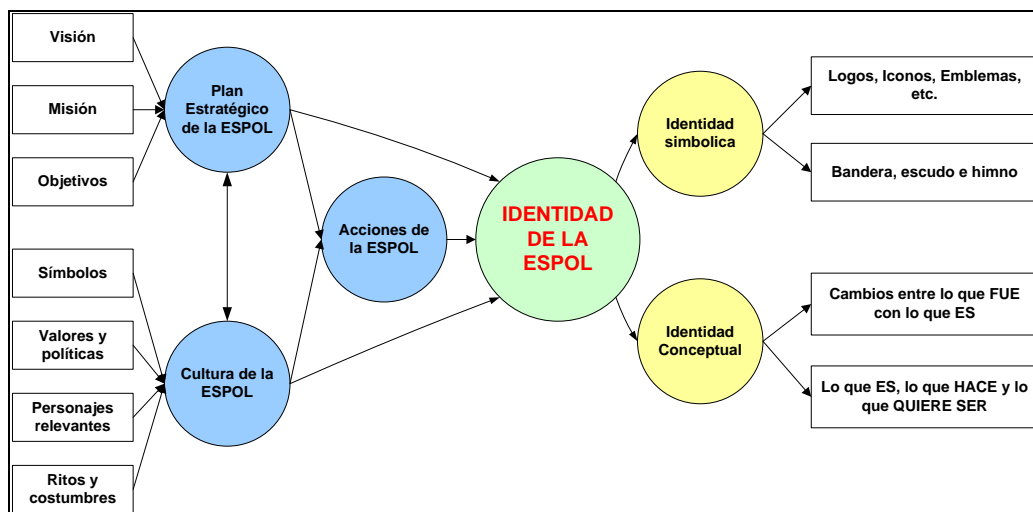 Visión
Misión
Objetivos
Símbolos
Valores y
políticas
Personajes
relevantes
Ritos y
costumbres
Plan
Estratégico
de la ESPOL
Cultura de la
ESPOL
Acciones de
la ESPOL
IDENTIDAD
DE LA
ESPOL
Identidad
simbolica
Identidad
Conceptual
Logos, Iconos, Emblemas,
etc.
Bandera, escudo e himno
Cambios entre lo que FUE
con lo que ES
Lo que ES, lo que HACE y lo
que QUIERE SER